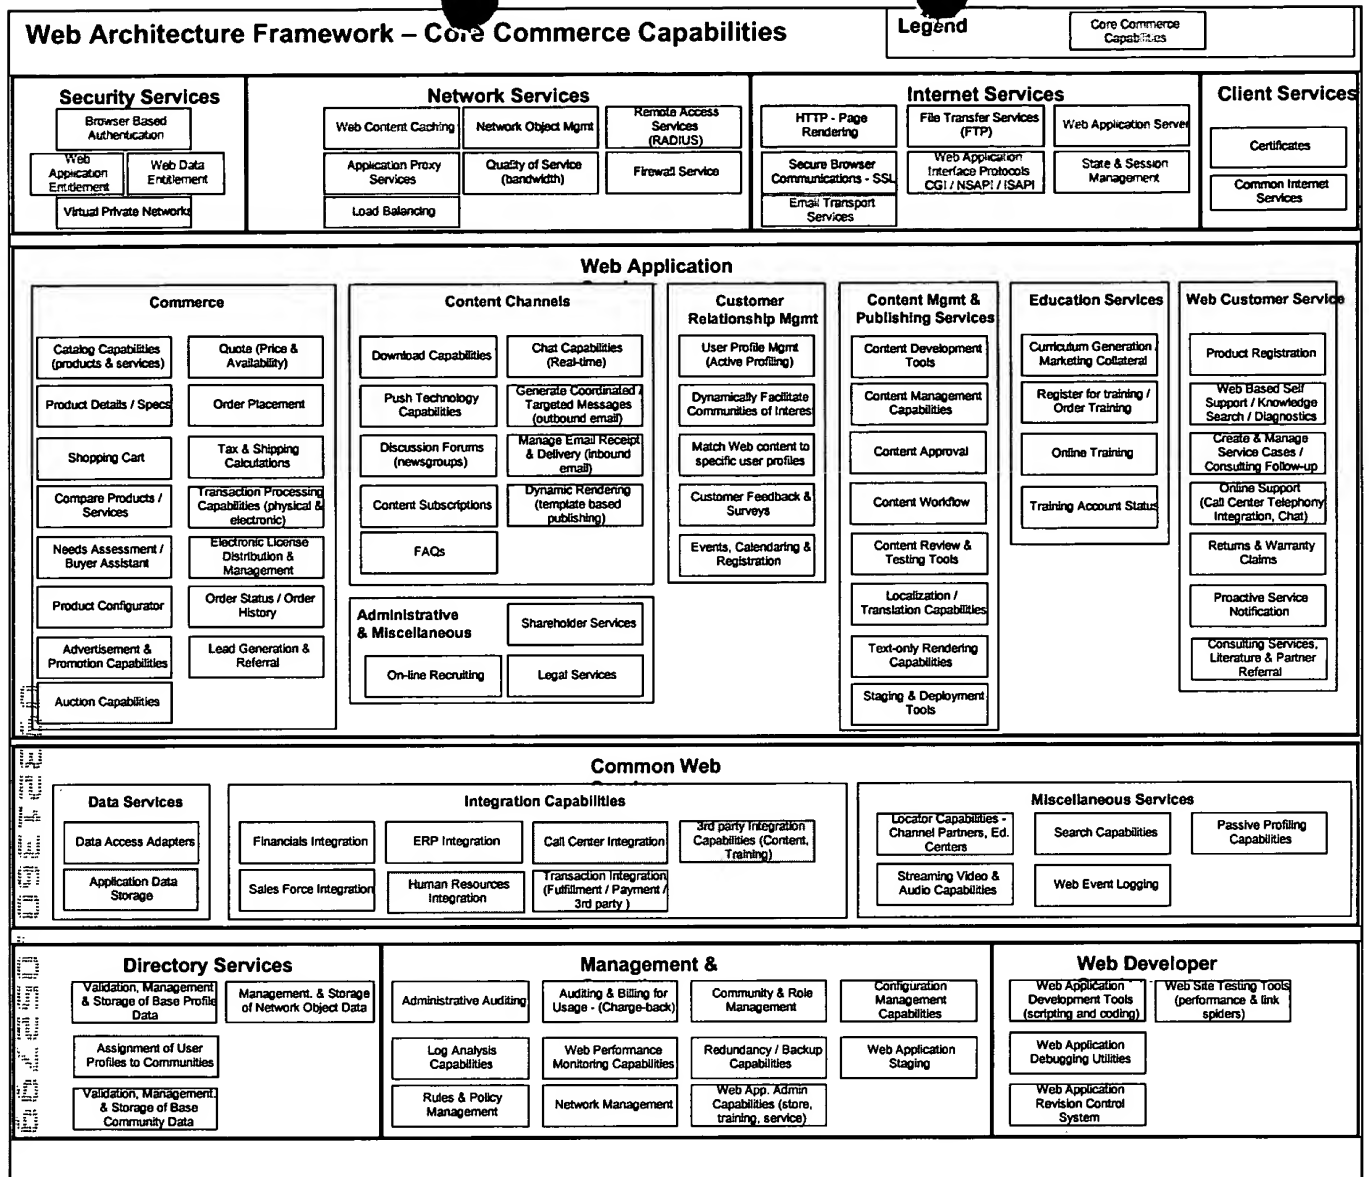 Web Architecture Framework – Core Commerce Capabilities
Legend
Core Commerce
Capabilities
Security Services
Browser Based
Authentication
Web
Application
Entitlement
Web Data
Entitlement
Virtual Private Networks
Network Services
Web Content Caching
Network Object Mgmt
Remote Access
Services
(RADIUS)
Application Proxy
Services
Quality of Service
(bandwidth)
Firewall Service
Load Balancing
Internet Services
HTTP - Page
Rendering
File Transfer Services
(FTP)
Web Application Server
Secure Browser
Communications - SSL
Web Application
Interface Protocols
CGI / NSAPI / ISAPI
State & Session
Management
Email Transport
Services
Client Services
Certificates
Common Internet
Services
Web Application
Commerce
Catalog Capabilities
(products & services)
Quote (Price &
Availability)
Product Details / Specs
Order Placement
Shopping Cart
Tax & Shipping
Calculations
Compare Products /
Services
Transaction Processing
Capabilities (physical &
electronic)
Needs Assessment /
Buyer Assistant
Electronic License
Distribution &
Management
Product Configurator
Order Status / Order
History
Advertisement &
Promotion Capabilities
Lead Generation &
Referral
Auction Capabilities
Content Channels
Download Capabilities
Chat Capabilities
(Real-time)
Push Technology
Capabilities
Generate Coordinated /
Targeted Messages
(outbound email)
Discussion Forums
(newsgroups)
Manage Email Receipt
& Delivery (inbound
email)
Content Subscriptions
Dynamic Rendering
(template based
publishing)
FAQs
Administrative
& Miscellaneous
Shareholder Services
On-line Recruiting
Legal Services
Customer
Relationship Mgmt
User Profile Mgmt
(Active Profiling)
Dynamically Facilitate
Communities of Interest
Match Web content to
specific user profiles
Customer Feedback &
Surveys
Events, Calendaring &
Registration
Content Mgmt &
Publishing Services
Content Development
Tools
Content Management
Capabilities
Content Approval
Content Workflow
Content Review &
Testing Tools
Localization /
Translation Capabilities
Text-only Rendering
Capabilities
Staging & Deployment
Tools
Education Services
Curriculum Generation /
Marketing Collateral
Register for training /
Order Training
Online Training
Training Account Status
Web Customer Service
Product Registration
Web Based Self
Support / Knowledge
Search / Diagnostics
Create & Manage
Service Cases /
Consulting Follow-up
Online Support
(Call Center Telephony
Integration, Chat)
Returns & Warranty
Claims
Proactive Service
Notification
Consulting Services,
Literature & Partner
Referral
Common Web
Data Services
Data Access Adapters
Application Data
Storage
Integration Capabilities
Financials Integration
ERP Integration
Call Center Integration
3rd party Integration
Capabilities (Content,
Training)
Sales Force Integration
Human Resources
Integration
Transaction Integration
(Fulfillment / Payment /
3rd party )
Miscellaneous Services
Locator Capabilities -
Channel Partners, Ed.
Centers
Search Capabilities
Passive Profiling
Capabilities
Streaming Video &
Audio Capabilities
Web Event Logging
Directory Services
Validation, Management
& Storage of Base Profile
Data
Management. & Storage
of Network Object Data
Assignment of User
Profiles to Communities
Validation, Management.
& Storage of Base
Community Data
Management &
Administrative Auditing
Auditing & Billing for
Usage - (Charge-back)
Community & Role
Management
Configuration
Management
Capabilities
Log Analysis
Capabilities
Web Performance
Monitoring Capabilities
Redundancy / Backup
Capabilities
Web Application
Staging
Rules & Policy
Management
Network Management
Web App. Admin
Capabilities (store,
training, service)
Web Developer
Web Application
Development Tools
(scripting and coding)
Web Site Testing Tools
(performance & link
spiders)
Web Application
Debugging Utilities
Web Application
Revision Control
System